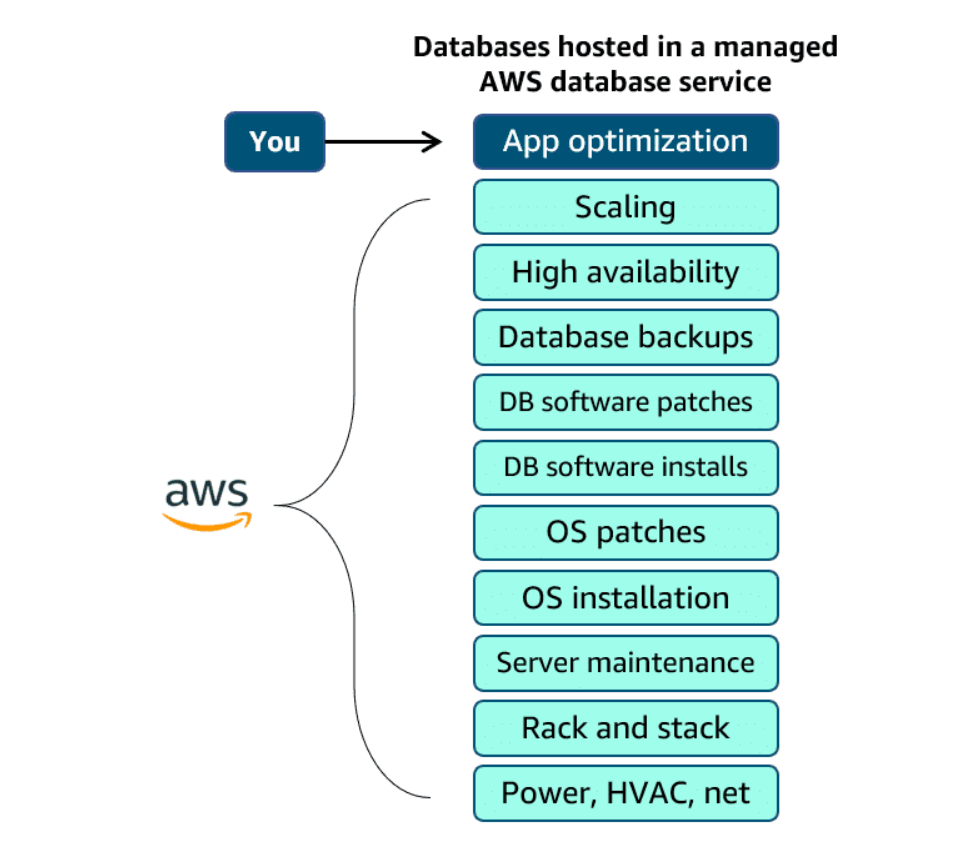 Databases hosted in a managed
AWS database service
You
App optimization
Scaling
High availability
Database backups
DB software patches
DB software installs
aws
OS patches
OS installation
Server maintenance
Rack and stack
Power, HVAC, net